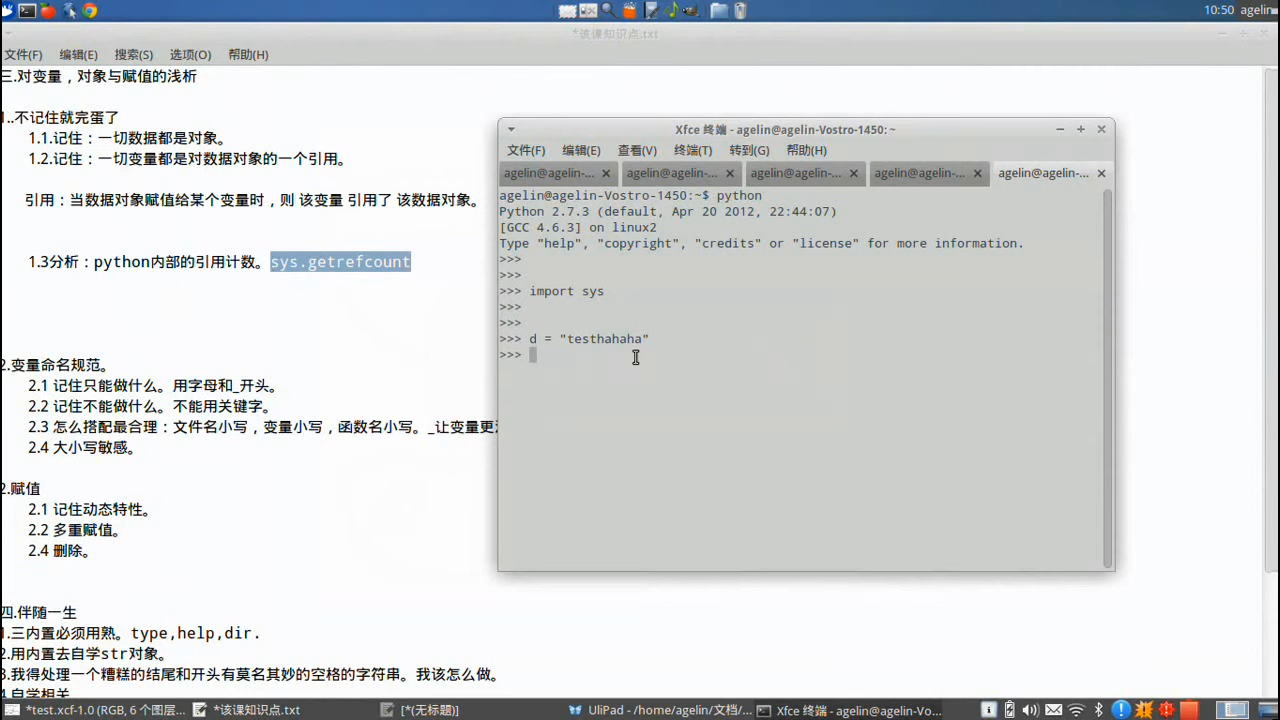 10:50 agelin
*该课知识点.txt
文件(F) 编辑(E) 搜索(S) 选项(O) 帮助(H)
三.对变量，对象与赋值的浅析
1..不记住就完蛋了
1.1.记住：一切数据都是对象。
1.2.记住：一切变量都是对数据对象的一个引用。
引用：当数据对象赋值给某个变量时，则 该变量 引用了 该数据对象。
1.3分析：python内部的引用计数。sys.getrefcount
2.变量命名规范。
2.1 记住只能做什么。用字母和_开头。
2.2 记住不能做什么。不能用关键字。
2.3 怎么搭配最合理：文件名小写，变量小写，函数名小写。_让变量更
2.4 大小写敏感。
2.赋值
2.1 记住动态特性。
2.2 多重赋值。
2.4 删除。
四.伴随一生
1.三内置必须用熟。type,help,dir.
2.用内置去自学str对象。
3.我得处理一个糟糕的结尾和开头有莫名其妙的空格的字符串。我该怎么做。
4.自学相关
Xfce 终端 - agelin@agelin-Vostro-1450:~
文件(F) 编辑(E) 查看(V) 终端(T) 转到(G) 帮助(H)
agelin@agelin-... agelin@agelin-... agelin@agelin-... agelin@agelin-... agelin@agelin-...
agelin@agelin-Vostro-1450:~$ python
Python 2.7.3 (default, Apr 20 2012, 22:44:07)
[GCC 4.6.3] on linux2
Type "help", "copyright", "credits" or "license" for more information.
>>>
>>>
>>> import sys
>>>
>>>
>>> d = "testhahaha"
>>>
*test.xcf-1.0 (RGB, 6 个图层... *该课知识点.txt [*(无标题)] UliPad - /home/agelin/文档/... Xfce 终端 - agelin@agelin-Vo...